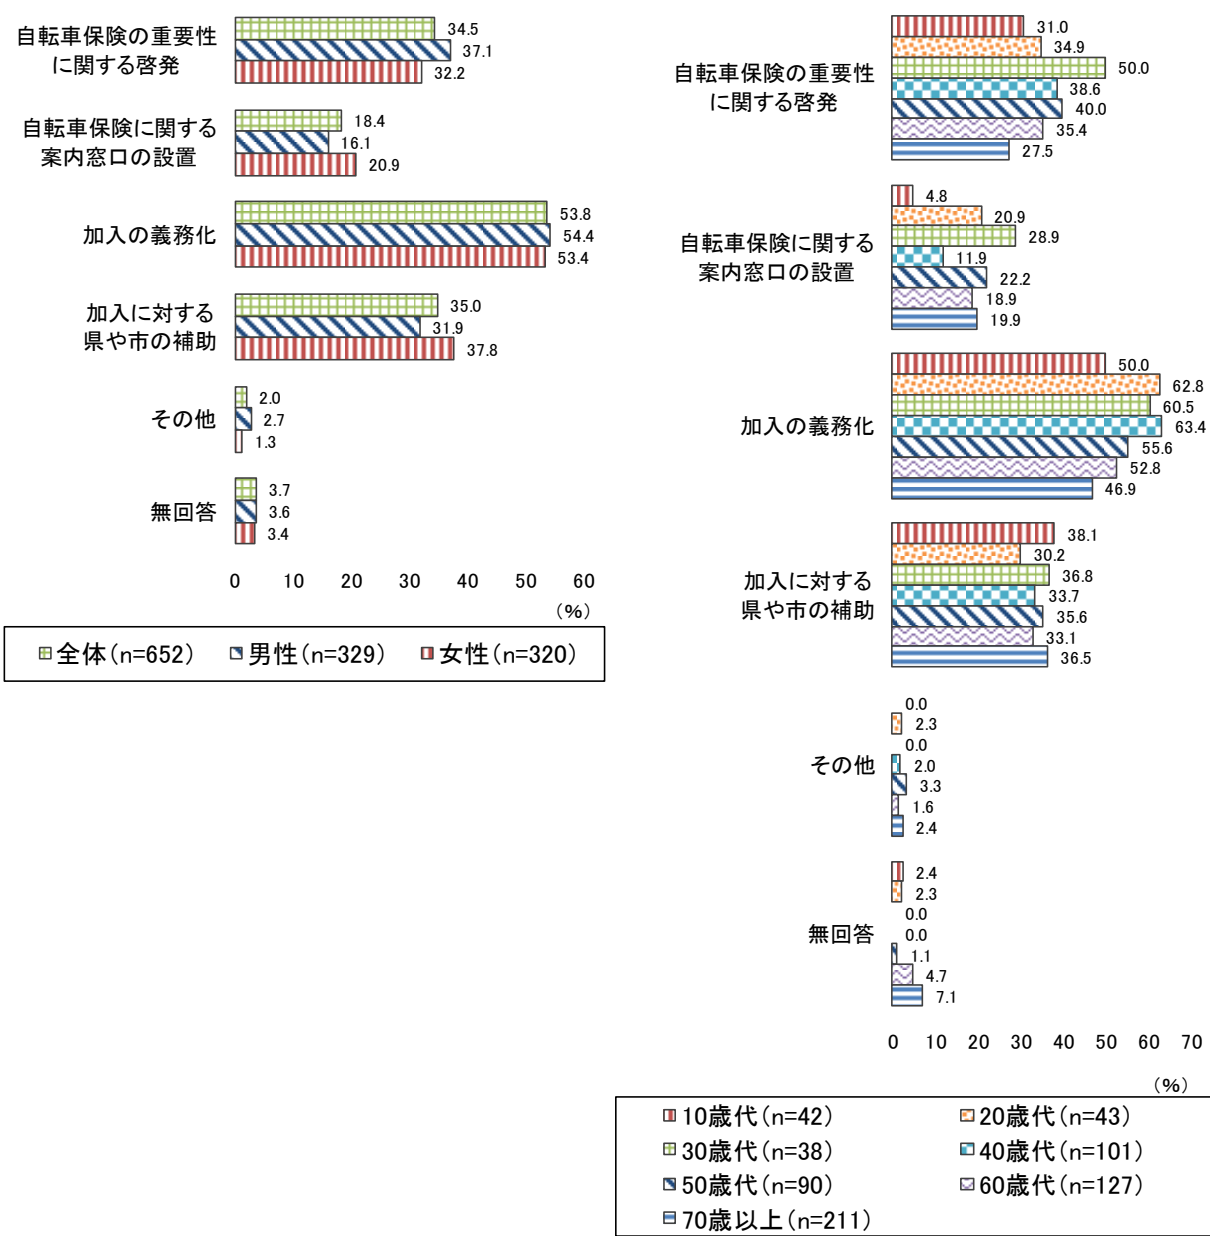 自転車保険の重要性
に関する啓発
34.5
37.1
32.2
自転車保険に関する
案内窓口の設置
18.4
16.1
20.9
加入の義務化
53.8
54.4
53.4
加入に対する
県や市の補助
35.0
31.9
37.8
その他
2.0
2.7
1.3
無回答
3.7
3.6
3.4
0 10 20 30 40 50 60
(%)
全体(n=652) 男性(n=329) 女性(n=320)
自転車保険の重要性
に関する啓発
31.0
34.9
50.0
38.6
40.0
35.4
27.5
自転車保険に関する
案内窓口の設置
4.8
20.9
28.9
11.9
22.2
18.9
19.9
加入の義務化
50.0
62.8
60.5
63.4
55.6
52.8
46.9
加入に対する
県や市の補助
38.1
30.2
36.8
33.7
35.6
33.1
36.5
その他
0.0
2.3
0.0
2.0
3.3
1.6
2.4
無回答
2.4
2.3
0.0
0.0
1.1
4.7
7.1
0 10 20 30 40 50 60 70
(%)
10歳代(n=42) 20歳代(n=43)
30歳代(n=38) 40歳代(n=101)
50歳代(n=90) 60歳代(n=127)
70歳以上(n=211)